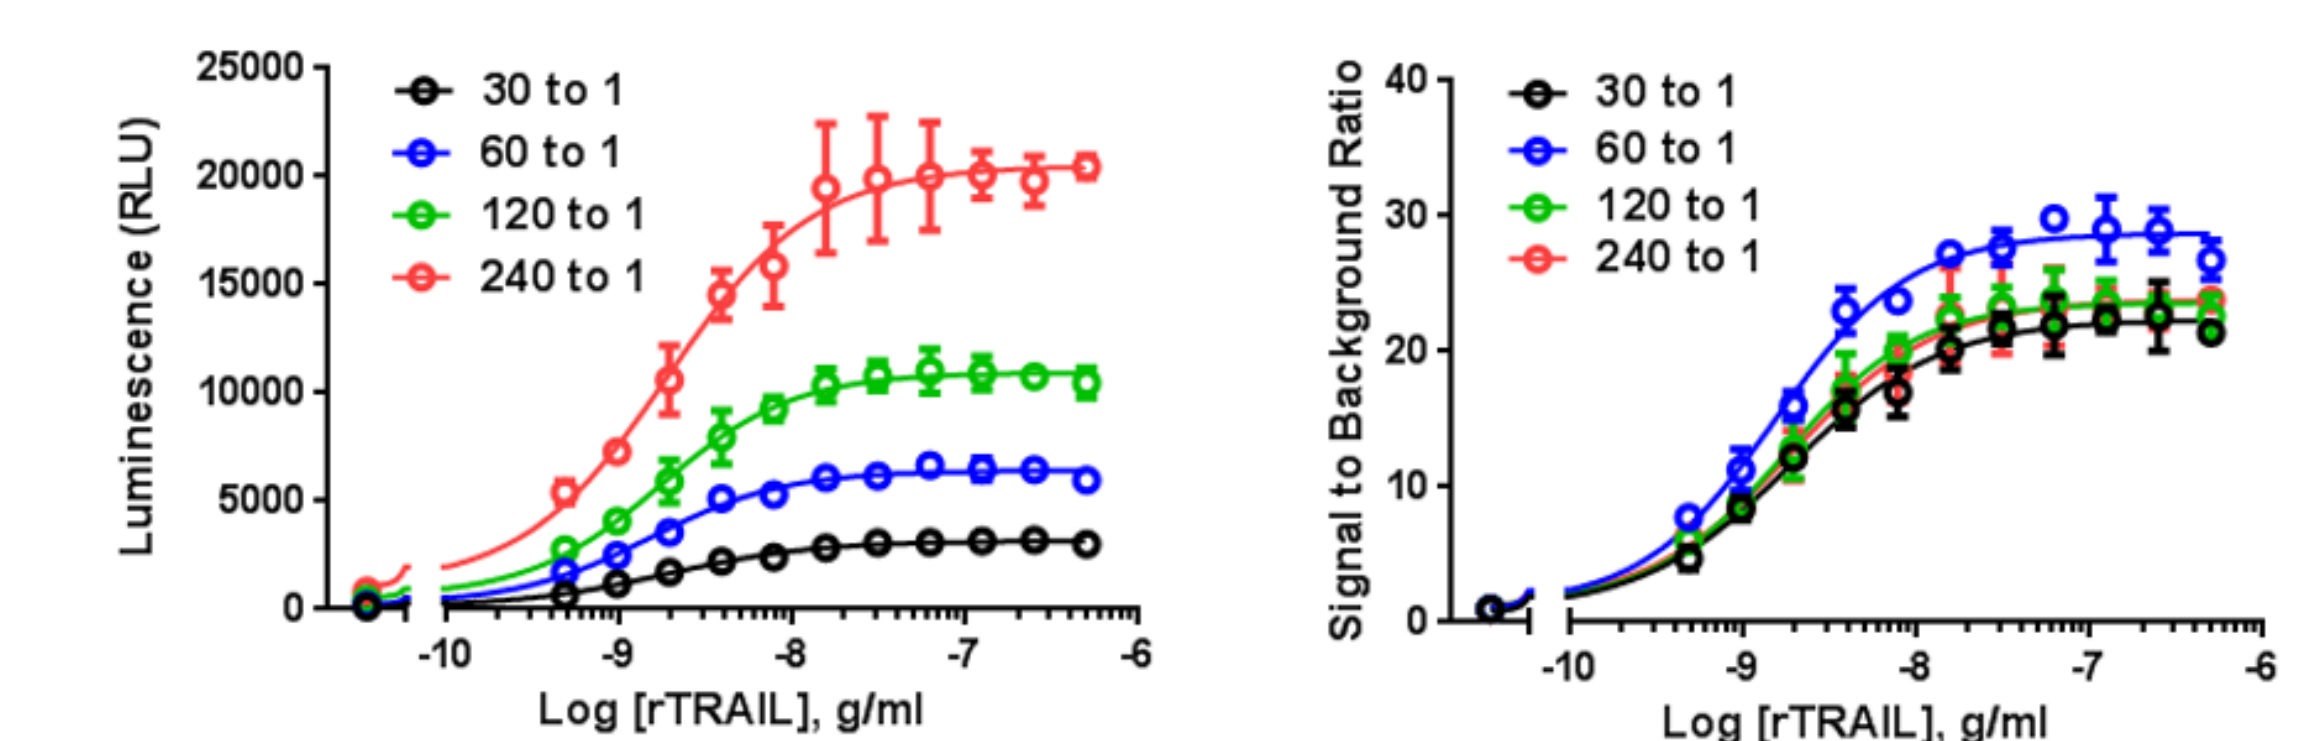 Luminescence (RLU)
25000
20000
15000
10000
5000
0
30 to 1
60 to 1
120 to 1
240 to 1
-10 -9 -8 -7 -6
Log [rTRAIL], g/ml
Signal to Background Ratio
40
30
20
10
0
30 to 1
60 to 1
120 to 1
240 to 1
-10 -9 -8 -7 -6
Log [rTRAIL], g/ml